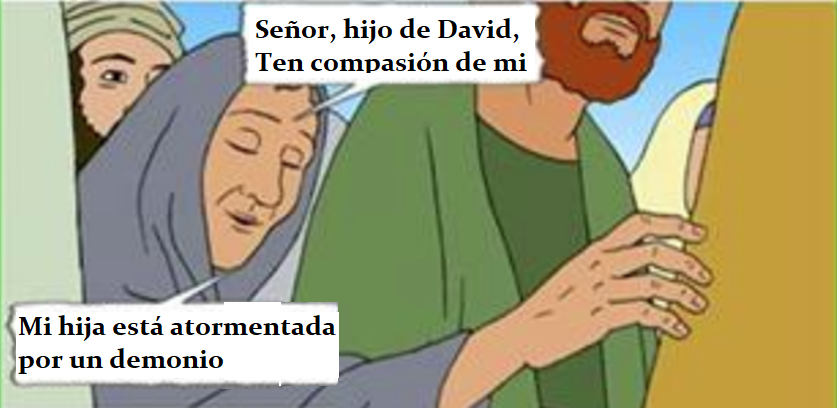 Señor, hijo de David,
Ten compasión de mi
Mi hija está atormentada
por un demonio